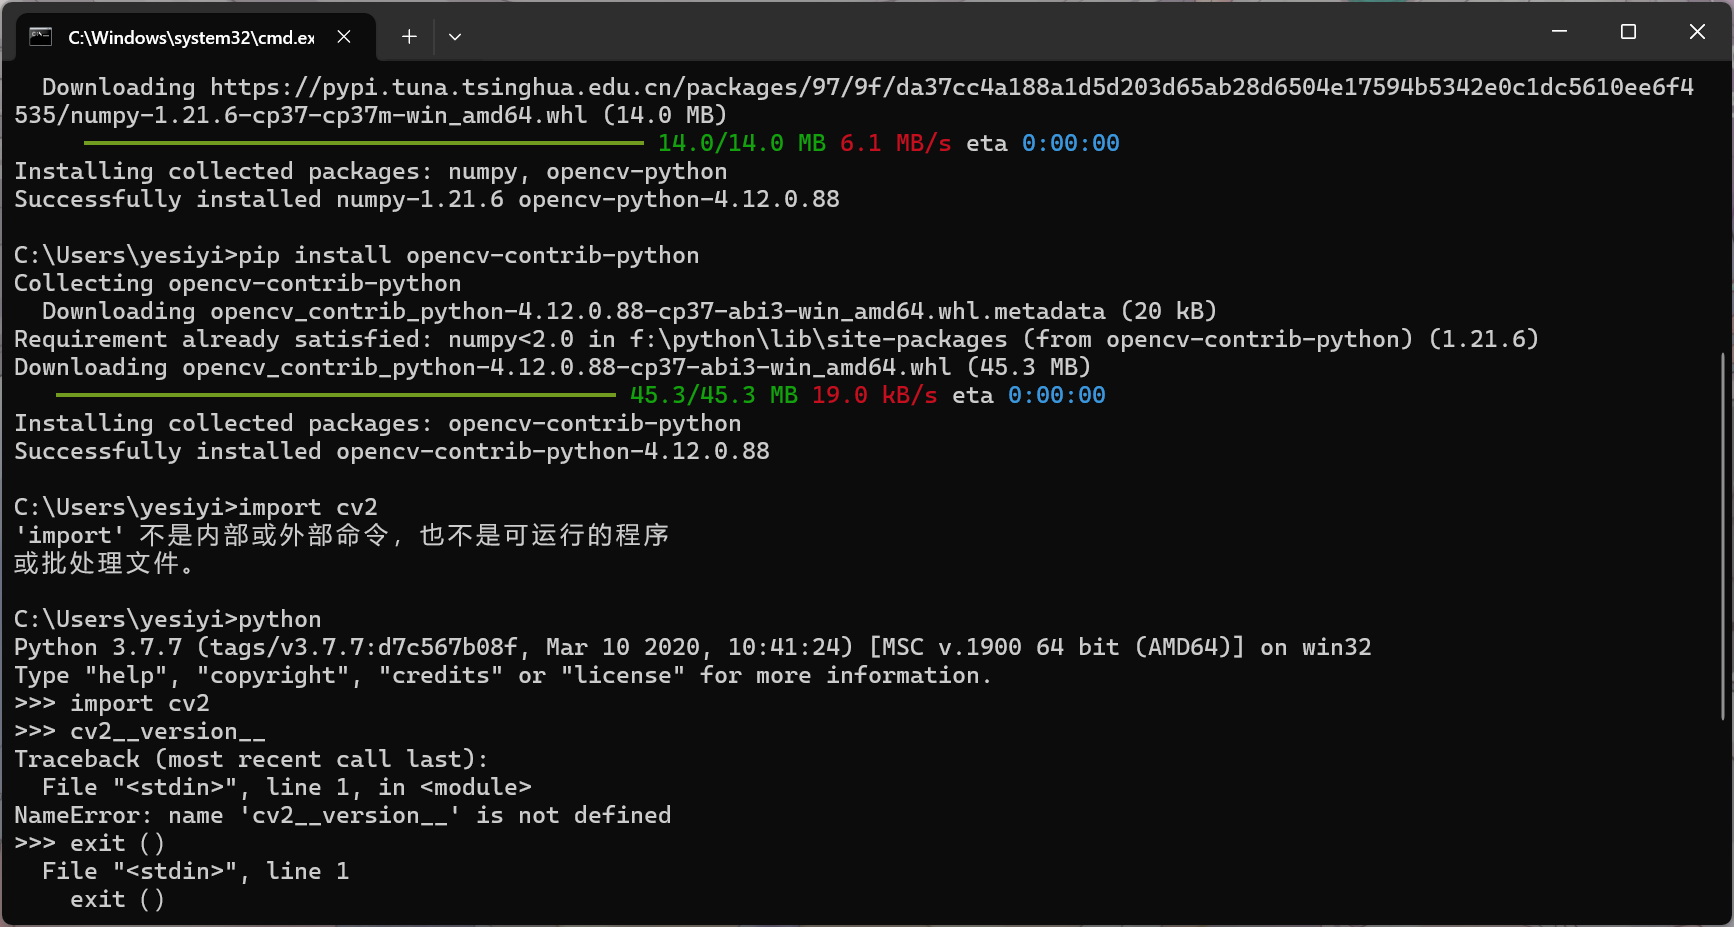 C:\Windows\system32\cmd.ex
Downloading https://pypi.tuna.tsinghua.edu.cn/packages/97/9f/da37cc4a188a1d5d203d65ab28d6504e17594b5342e0c1dc5610ee6f4
535/numpy-1.21.6-cp37-cp37m-win_amd64.whl (14.0 MB)
14.0/14.0 MB 6.1 MB/s eta 0:00:00
Installing collected packages: numpy, opencv-python
Successfully installed numpy-1.21.6 opencv-python-4.12.0.88
C:\Users\yesiyi>pip install opencv-contrib-python
Collecting opencv-contrib-python
Downloading opencv_contrib_python-4.12.0.88-cp37-abi3-win_amd64.whl.metadata (20 kB)
Requirement already satisfied: numpy<2.0 in f:\python\lib\site-packages (from opencv-contrib-python) (1.21.6)
Downloading opencv_contrib_python-4.12.0.88-cp37-abi3-win_amd64.whl (45.3 MB)
45.3/45.3 MB 19.0 kB/s eta 0:00:00
Installing collected packages: opencv-contrib-python
Successfully installed opencv-contrib-python-4.12.0.88
C:\Users\yesiyi>import cv2
'import' 不是内部或外部命令，也不是可运行的程序
或批处理文件。
C:\Users\yesiyi>python
Python 3.7.7 (tags/v3.7.7:d7c567b08f, Mar 10 2020, 10:41:24) [MSC v.1900 64 bit (AMD64)] on win32
Type "help", "copyright", "credits" or "license" for more information.
>>> import cv2
>>> cv2__version__
Traceback (most recent call last):
File "<stdin>", line 1, in <module>
NameError: name 'cv2__version__' is not defined
>>> exit（）
File "<stdin>", line 1
exit（）